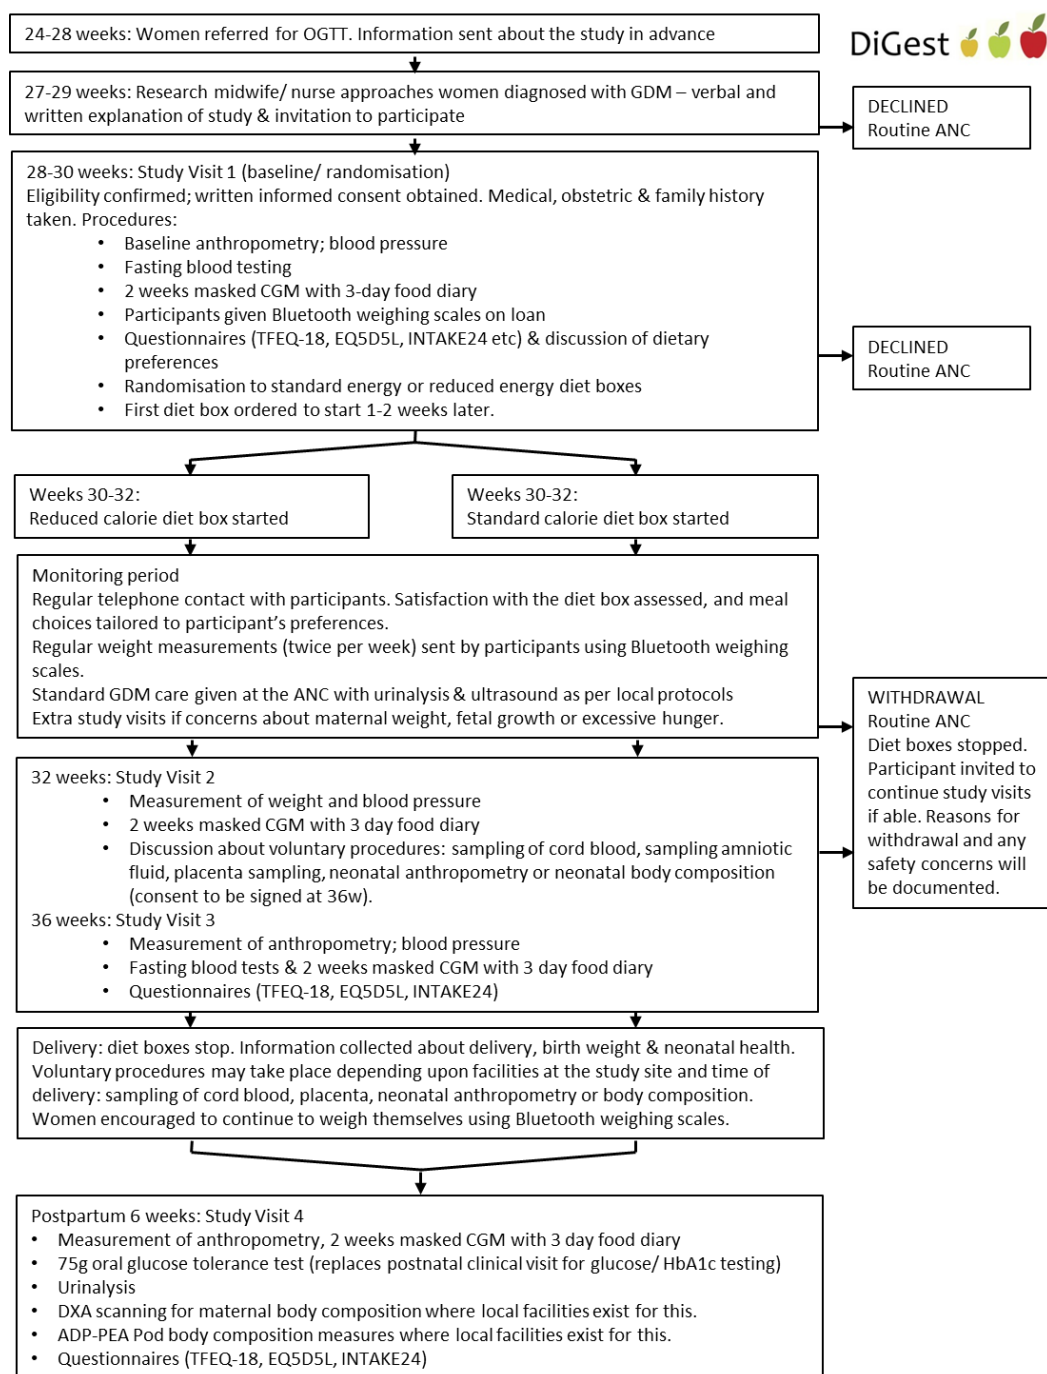 24-28 weeks: Women referred for OGTT. Information sent about the study in advance
DiGest
27-29 weeks: Research midwife/ nurse approaches women diagnosed with GDM – verbal and
written explanation of study & invitation to participate
DECLINED
Routine ANC
28-30 weeks: Study Visit 1 (baseline/ randomisation)
Eligibility confirmed; written informed consent obtained. Medical, obstetric & family history
taken. Procedures:
• Baseline anthropometry; blood pressure
• Fasting blood testing
• 2 weeks masked CGM with 3-day food diary
• Participants given Bluetooth weighing scales on loan
• Questionnaires (TFEQ-18, EQ5D5L, INTAKE24 etc) & discussion of dietary
preferences
• Randomisation to standard energy or reduced energy diet boxes
• First diet box ordered to start 1-2 weeks later.
DECLINED
Routine ANC
Weeks 30-32:
Reduced calorie diet box started
Weeks 30-32:
Standard calorie diet box started
Monitoring period
Regular telephone contact with participants. Satisfaction with the diet box assessed, and meal
choices tailored to participant's preferences.
Regular weight measurements (twice per week) sent by participants using Bluetooth weighing
scales.
Standard GDM care given at the ANC with urinalysis & ultrasound as per local protocols
Extra study visits if concerns about maternal weight, fetal growth or excessive hunger.
WITHDRAWAL
Routine ANC
Diet boxes stopped.
Participant invited to
continue study visits
if able. Reasons for
withdrawal and any
safety concerns will
be documented.
32 weeks: Study Visit 2
• Measurement of weight and blood pressure
• 2 weeks masked CGM with 3 day food diary
• Discussion about voluntary procedures: sampling of cord blood, sampling amniotic
fluid, placenta sampling, neonatal anthropometry or neonatal body composition
(consent to be signed at 36w).
36 weeks: Study Visit 3
• Measurement of anthropometry; blood pressure
• Fasting blood tests & 2 weeks masked CGM with 3 day food diary
• Questionnaires (TFEQ-18, EQ5D5L, INTAKE24)
Delivery: diet boxes stop. Information collected about delivery, birth weight & neonatal health.
Voluntary procedures may take place depending upon facilities at the study site and time of
delivery: sampling of cord blood, placenta, neonatal anthropometry or body composition.
Women encouraged to continue to weigh themselves using Bluetooth weighing scales.
Postpartum 6 weeks: Study Visit 4
• Measurement of anthropometry, 2 weeks masked CGM with 3 day food diary
• 75g oral glucose tolerance test (replaces postnatal clinical visit for glucose/ HbA1c testing)
• Urinalysis
• DXA scanning for maternal body composition where local facilities exist for this.
• ADP-PEA Pod body composition measures where local facilities exist for this.
• Questionnaires (TFEQ-18, EQ5D5L, INTAKE24)